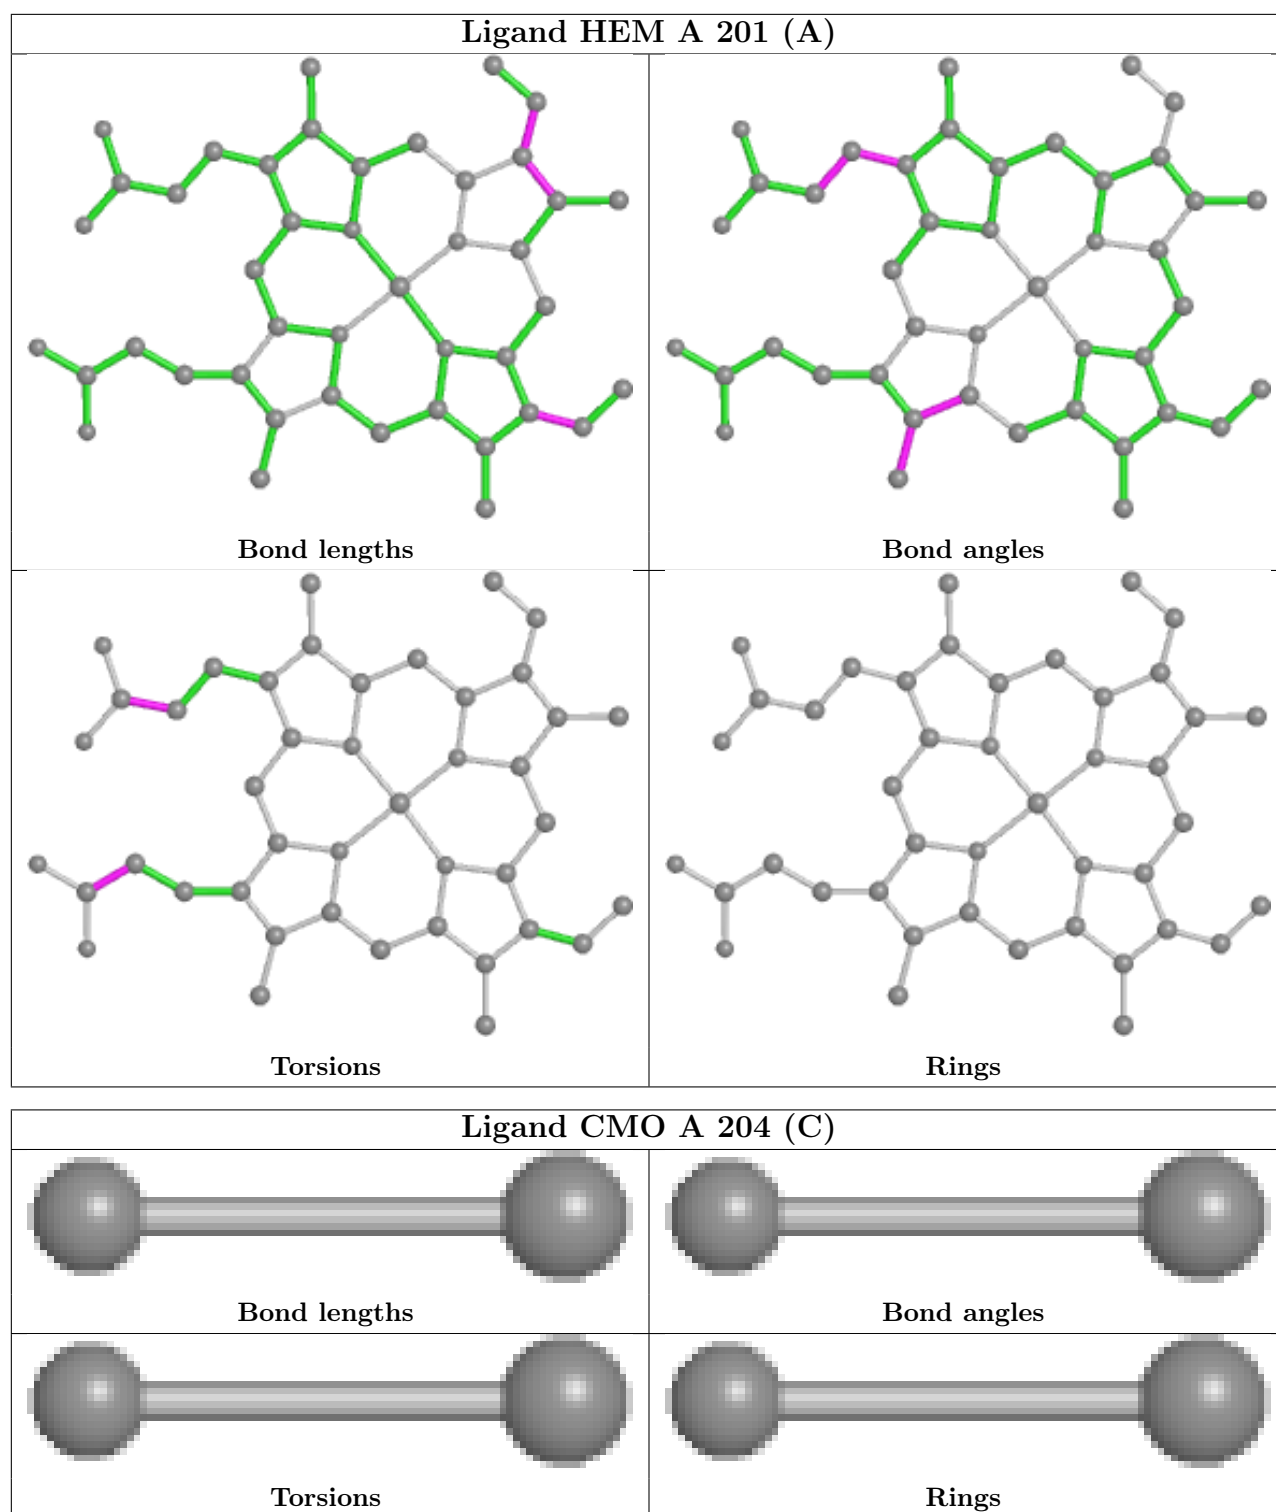 Ligand HEM A 201 (A)
Bond lengths
Bond angles
Torsions
Rings
Ligand CMO A 204 (C)
Bond lengths
Bond angles
Torsions
Rings